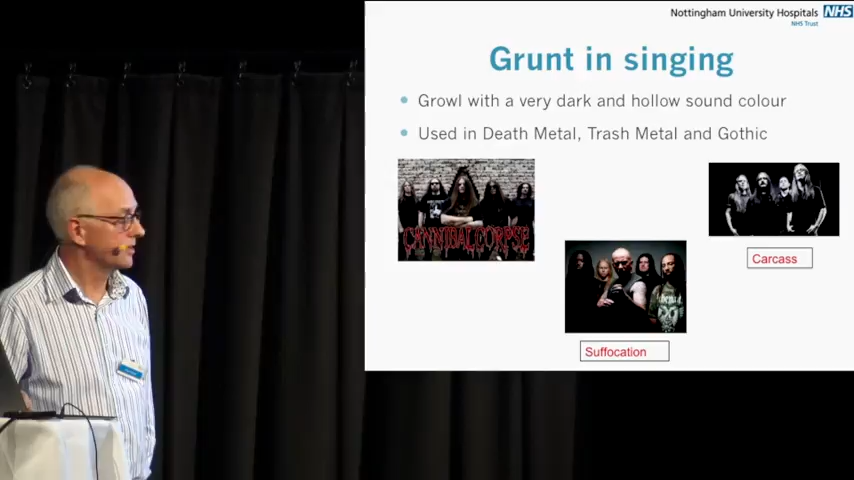 Nottingham University Hospitals NHS
NHS Trust
Grunt in singing
Growl with a very dark and hollow sound colour
Used in Death Metal, Trash Metal and Gothic
CANNIBAL CORPSE
Carcass
Suffocation